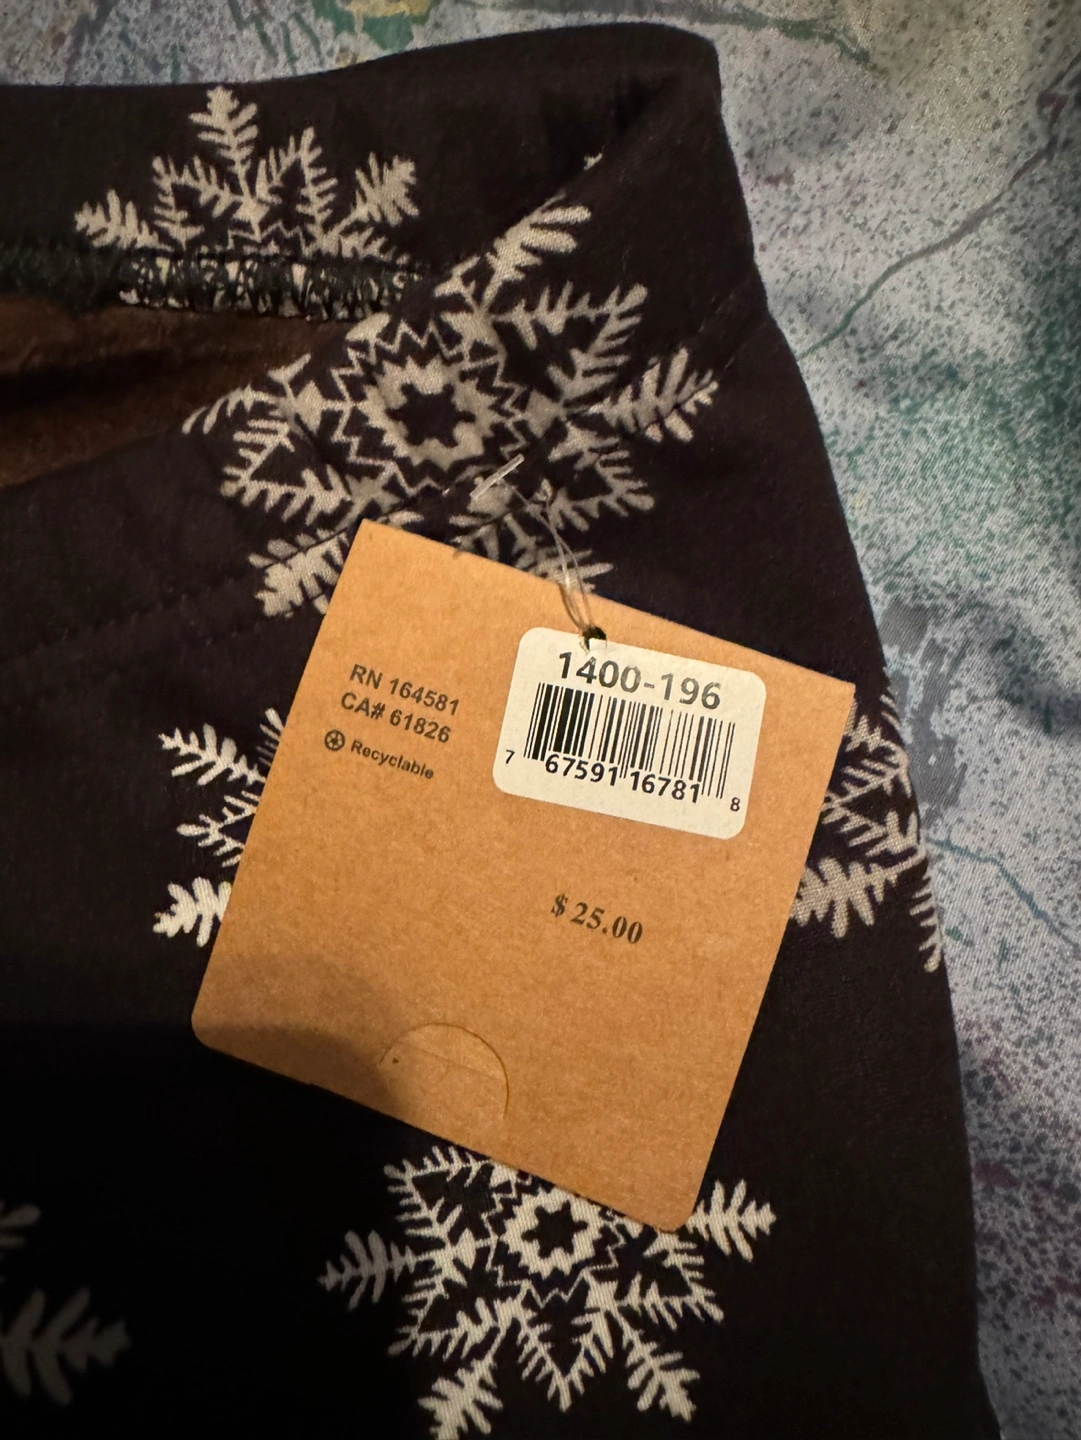 RN 164581
CA# 61826
Recyclable
1400-196
7 67591 16781 8
$25.00